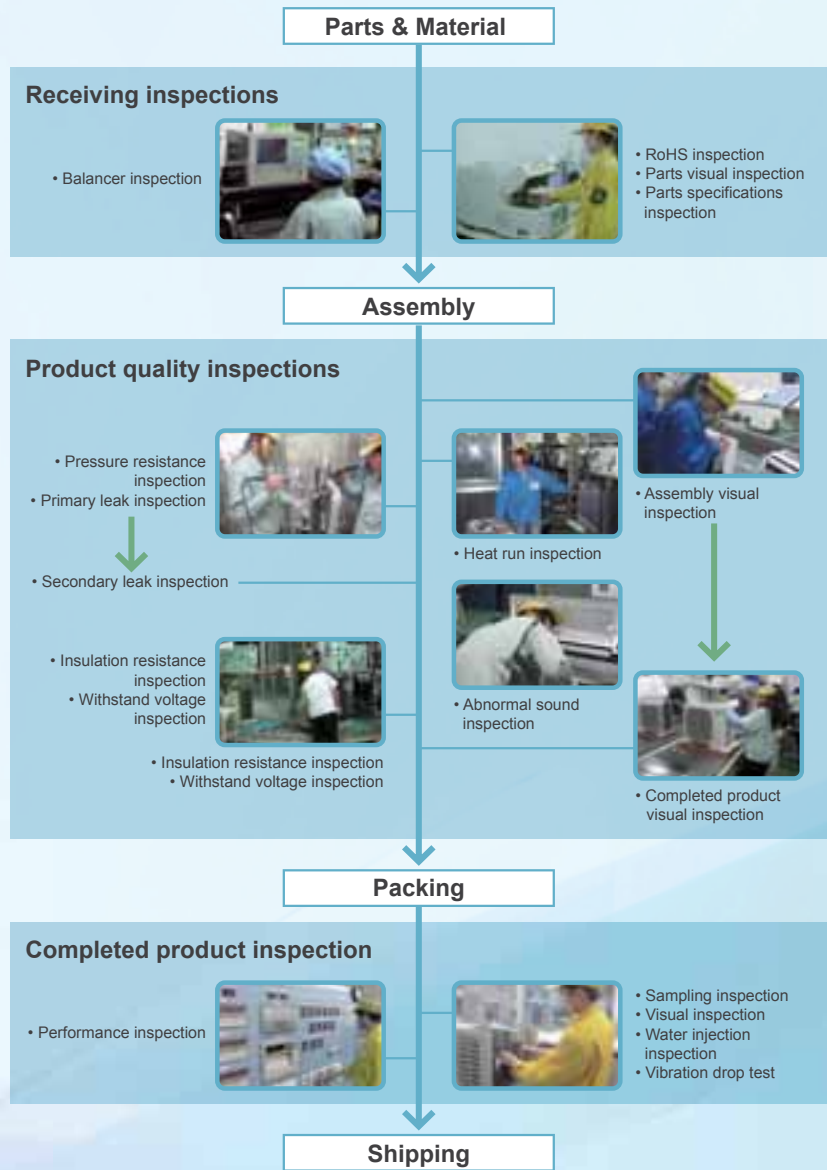 Parts & Material
Receiving inspections
• Balancer inspection
• RoHS inspection
• Parts visual inspection
• Parts specifications
inspection
Assembly
Product quality inspections
• Pressure resistance
inspection
• Primary leak inspection
• Secondary leak inspection
• Heat run inspection
• Assembly visual
inspection
• Insulation resistance
inspection
• Withstand voltage
inspection
• Insulation resistance inspection
• Withstand voltage inspection
• Abnormal sound
inspection
• Completed product
visual inspection
Packing
Completed product inspection
• Performance inspection
• Sampling inspection
• Visual inspection
• Water injection
inspection
• Vibration drop test
Shipping